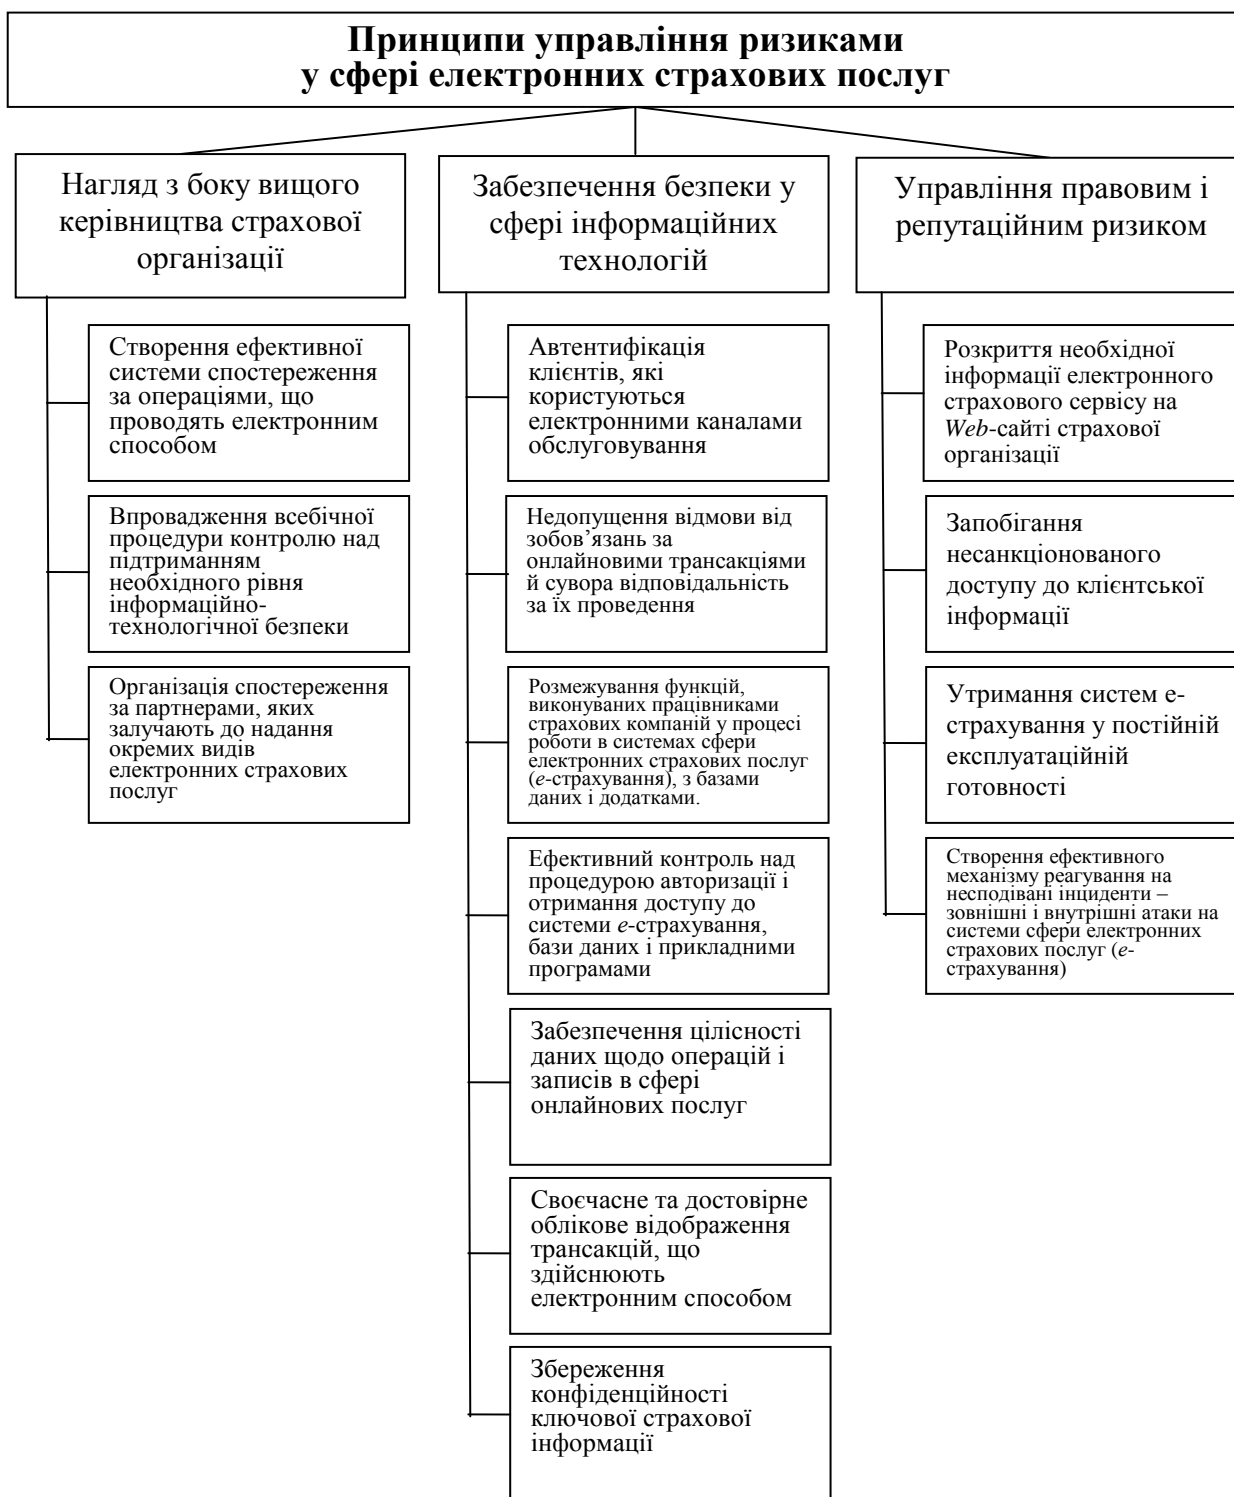 Принципи управління ризиками
у сфері електронних страхових послуг
Нагляд з боку вищого
керівництва страхової
організації
Створення ефективної
системи спостереження
за операціями, що
проводять електронним
способом
Впровадження всебічної
процедури контролю над
підтриманням
необхідного рівня
інформаційно-
технологічної безпеки
Організація спостереження
за партнерами, яких
залучають до надання
окремих видів
електронних страхових
послуг
Забезпечення безпеки у
сфері інформаційних
технологій
Автентифікація
клієнтів, які
користуються
електронними каналами
обслуговування
Недопущення відмови від
зобов’язань за
онлайновими трансакціями
й сувора відповідальність
за їх проведення
Розмежування функцій,
виконуваних працівниками
страхових компаній у процесі
роботи в системах сфери
електронних страхових послуг
(е-страхування), з базами
даних і додатками.
Ефективний контроль над
процедурою авторизації і
отримання доступу до
системи е-страхування,
бази даних і прикладними
програмами
Забезпечення цілісності
даних щодо операцій і
записів в сфері
онлайнових послуг
Своєчасне та достовірне
облікове відображення
трансакцій, що
здійснюють
електронним способом
Збереження
конфіденційності
ключової страхової
інформації
Управління правовим і
репутаційним ризиком
Розкриття необхідної
інформації електронного
страхового сервісу на
Web-сайті страхової
організації
Запобігання
несанкціонованого
доступу до клієнтської
інформації
Утримання систем е-
страхування у постійній
експлуатаційній
готовності
Створення ефективного
механізму реагування на
несподівані інциденти –
зовнішні і внутрішні атаки на
системи сфери електронних
страхових послуг (е-
страхування)